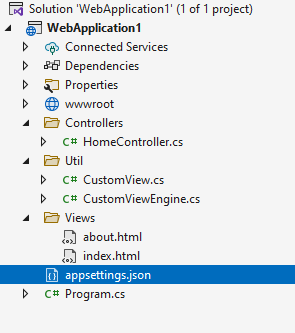 Solution 'WebApplication1' (1 of 1 project)
WebApplication1
Connected Services
Dependencies
Properties
wwwroot
Controllers
C# HomeController.cs
Util
C# CustomView.cs
C# CustomViewEngine.cs
Views
about.html
index.html
appsettings.json
C# Program.cs